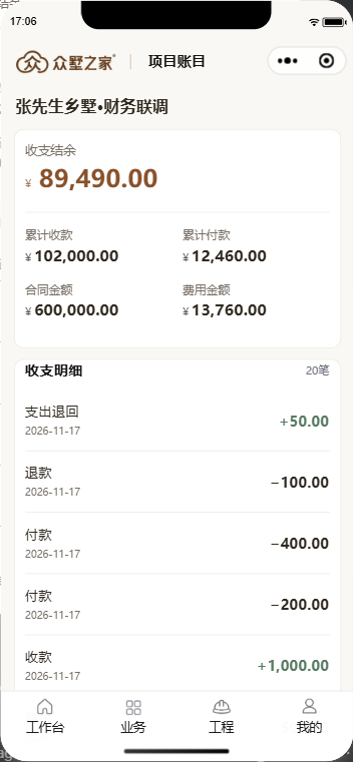 17:06
众墅之家 项目账目
张先生乡墅•财务联调
收支结余
¥ 89,490.00
累计收款 累计付款
¥ 102,000.00 ¥ 12,460.00
合同金额 费用金额
¥ 600,000.00 ¥ 13,760.00
收支明细 20笔
支出退回
+50.00
2026-11-17
退款
−100.00
2026-11-17
付款
−400.00
2026-11-17
付款
−200.00
2026-11-17
收款
+1,000.00
2026-11-17
工作台 业务 工程 我的